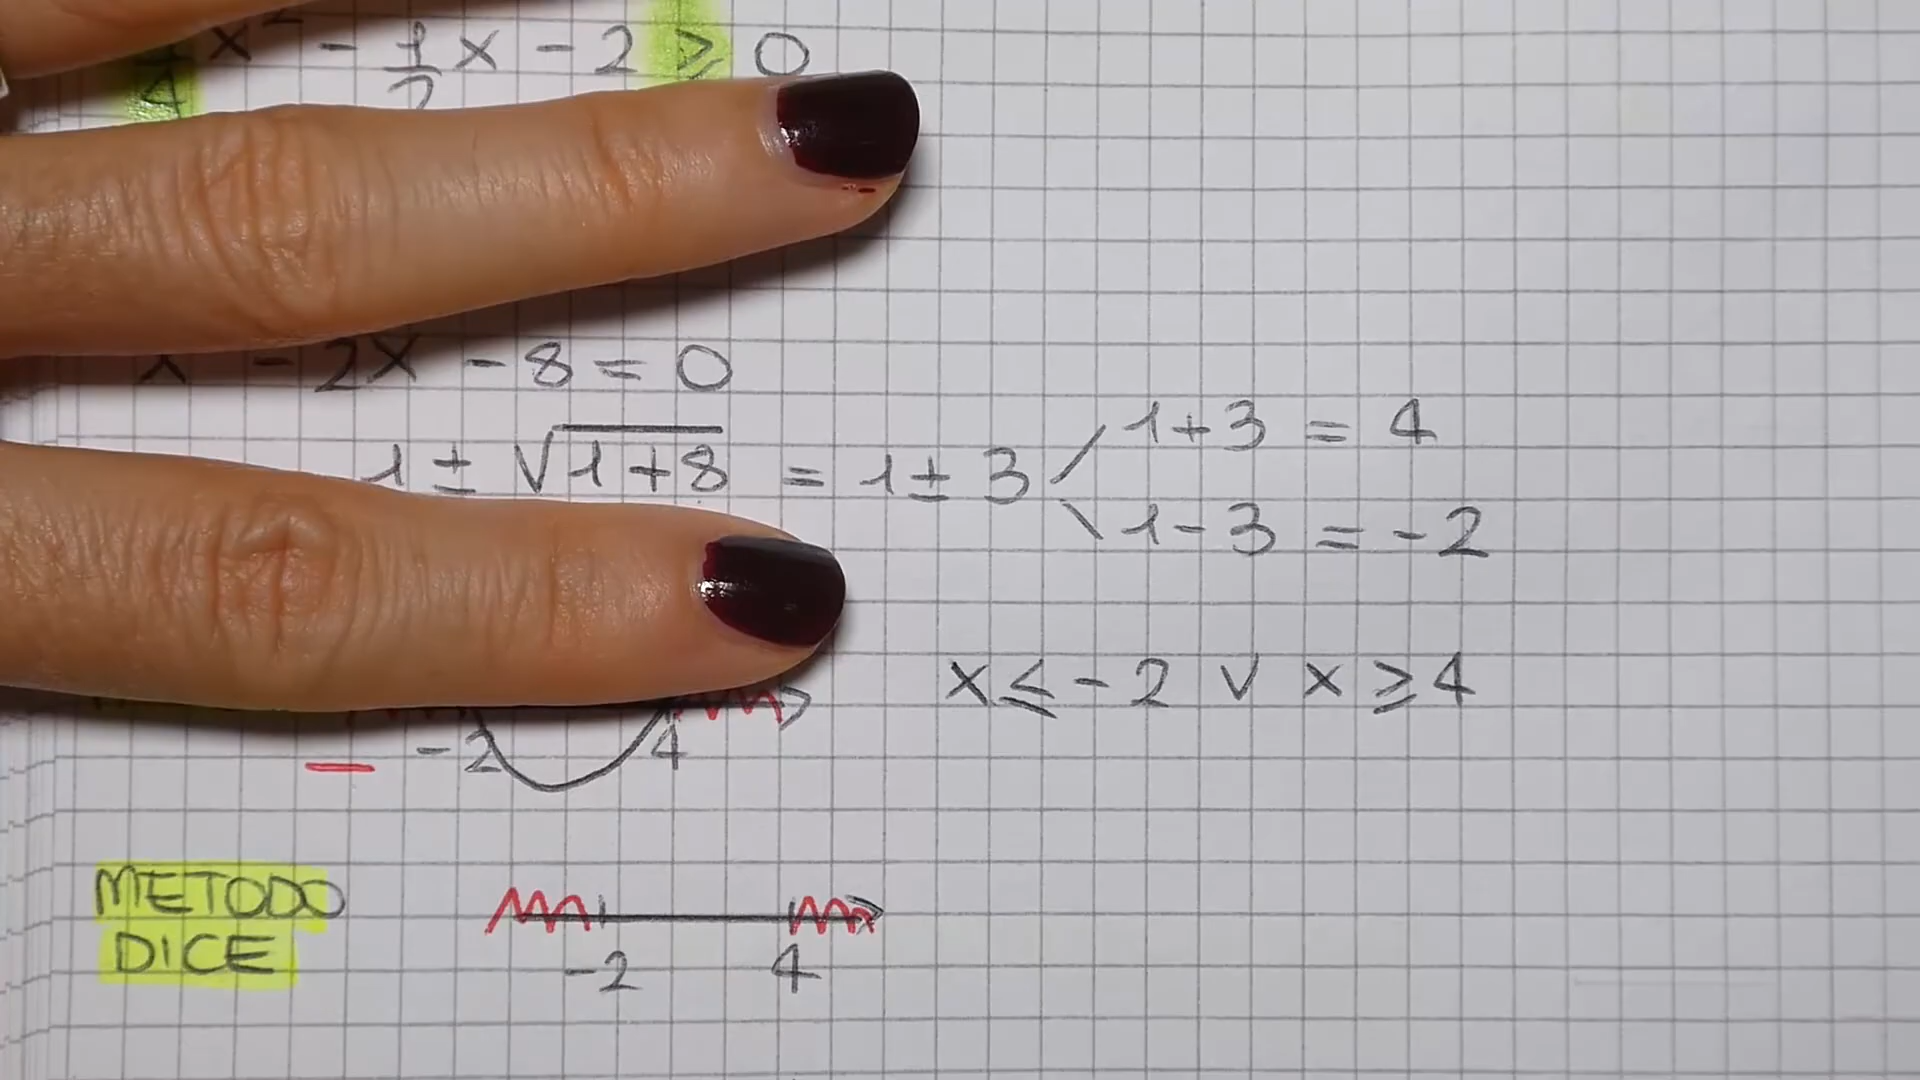 x² - 1/2 x - 2 ≥ 0
- 2x - 8 = 0
1 ± √1+8 = 1 ± 3
1+3 = 4
1-3 = -2
x ≤ -2 ∨ x ≥ 4
-2 4
METODO
DICE
-2 4